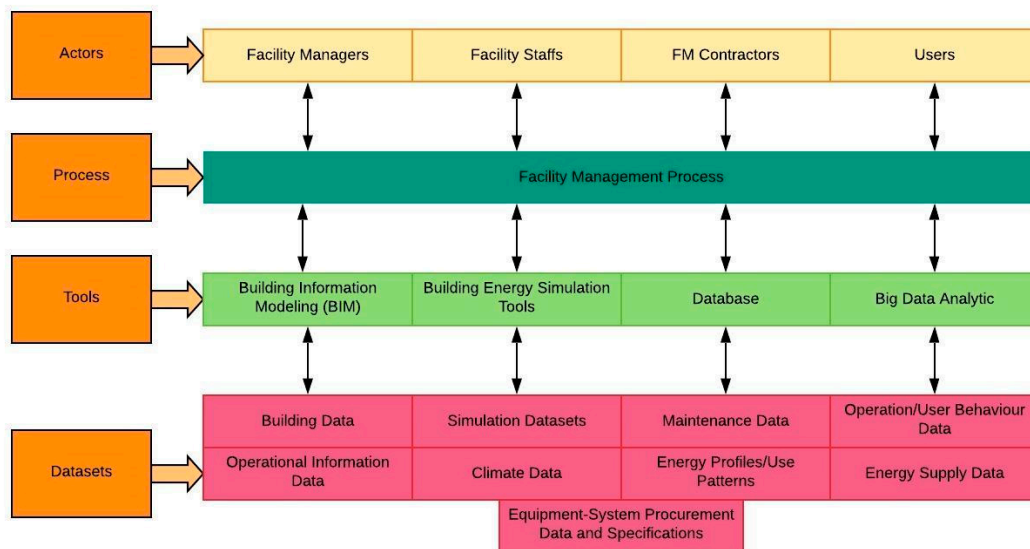 Actors
Facility Managers
Facility Staffs
FM Contractors
Users
Process
Facility Management Process
Tools
Building Information
Modeling (BIM)
Building Energy Simulation
Tools
Database
Big Data Analytic
Datasets
Building Data
Simulation Datasets
Maintenance Data
Operation/User Behaviour
Data
Operational Information
Data
Climate Data
Energy Profiles/Use
Patterns
Energy Supply Data
Equipment-System Procurement
Data and Specifications